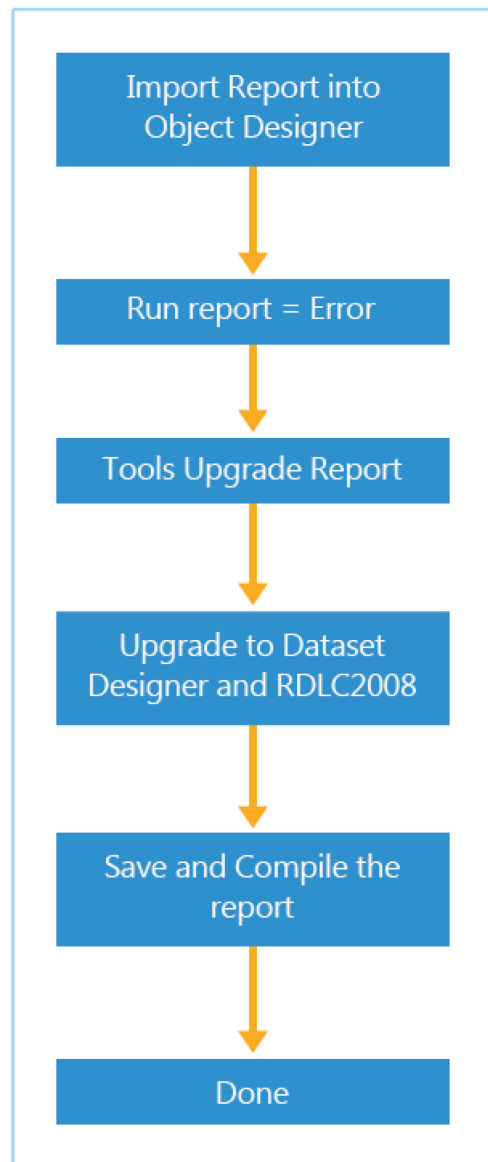 Import Report into
Object Designer
Run report = Error
Tools Upgrade Report
Upgrade to Dataset
Designer and RDLC2008
Save and Compile the
report
Done